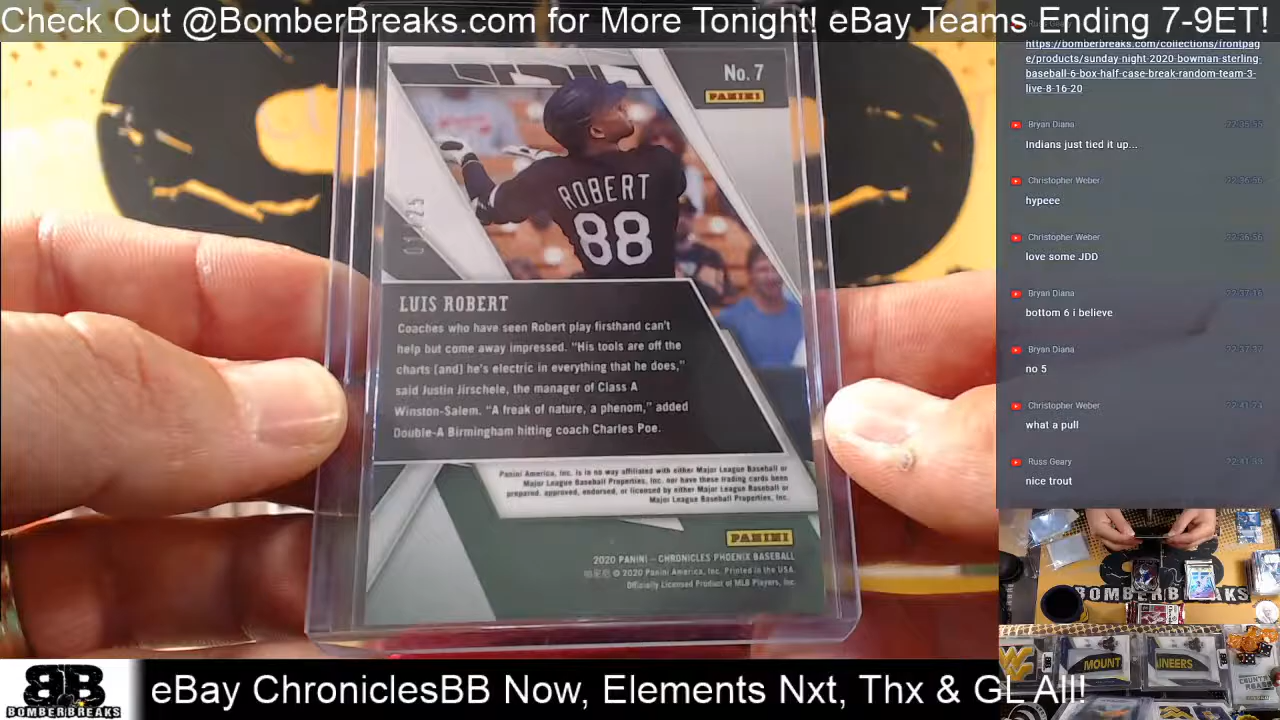 Check Out @BomberBreaks.com for More Tonight! eBay Teams Ending 7-9ET!
https://bomberbreaks.com/collections/frontpag
e/products/sunday-night-2020-bowman-sterling-
baseball-6-box-half-case-break-random-team-3-
live-8-16-20
Bryan Diana
Indians just tied it up...
Christopher Weber
hypeee
Christopher Weber
love some JDD
Bryan Diana
bottom 6 i believe
Bryan Diana
no 5
Christopher Weber
what a pull
Russ Geary
nice trout
No. 7
PANINI
ROBERT
88
LUIS ROBERT
Coaches who have seen Robert play firsthand can't
help but come away impressed. "His tools are off the
charts [and] he's electric in everything that he does,"
said Justin Jirschele, the manager of Class A
Winston-Salem. "A freak of nature, a phenom," added
Double-A Birmingham hitting coach Charles Poe.
Panini America, Inc. is in no way affiliated with either Major League Baseball or
Major League Baseball Properties, Inc. nor have these trading cards been
prepared, approved, endorsed, or licensed by either Major League Baseball or
Major League Baseball Properties, Inc.
PANINI
2020 PANINI – CHRONICLES PHOENIX BASEBALL
© 2020 Panini America, Inc. Printed in the USA.
Officially Licensed Product of MLB Players, Inc.
BOMBERBREAKS
MOUNT
AINEERS
BB
BOMBERBREAKS
eBay ChroniclesBB Now, Elements Nxt, Thx & GL All!